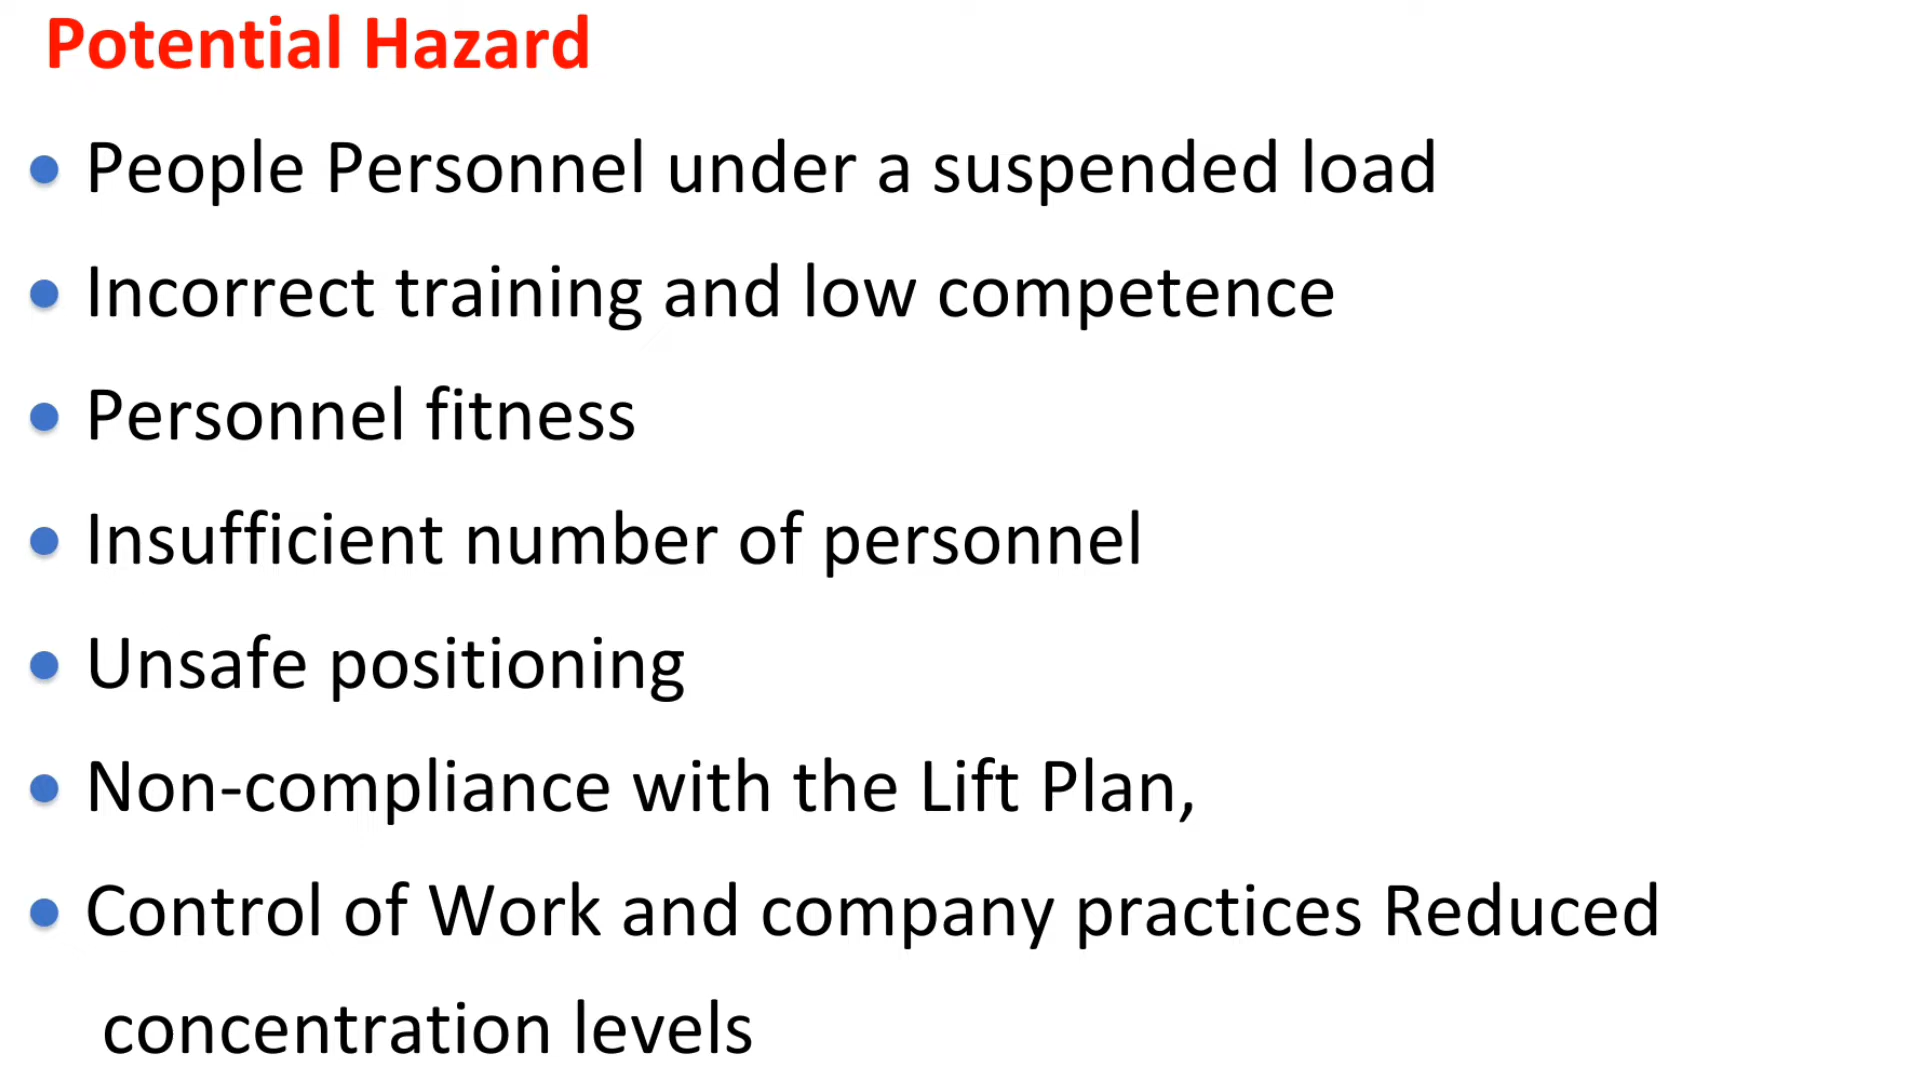 Potential Hazard
• People Personnel under a suspended load
• Incorrect training and low competence
• Personnel fitness
• Insufficient number of personnel
• Unsafe positioning
• Non-compliance with the Lift Plan,
• Control of Work and company practices Reduced
concentration levels